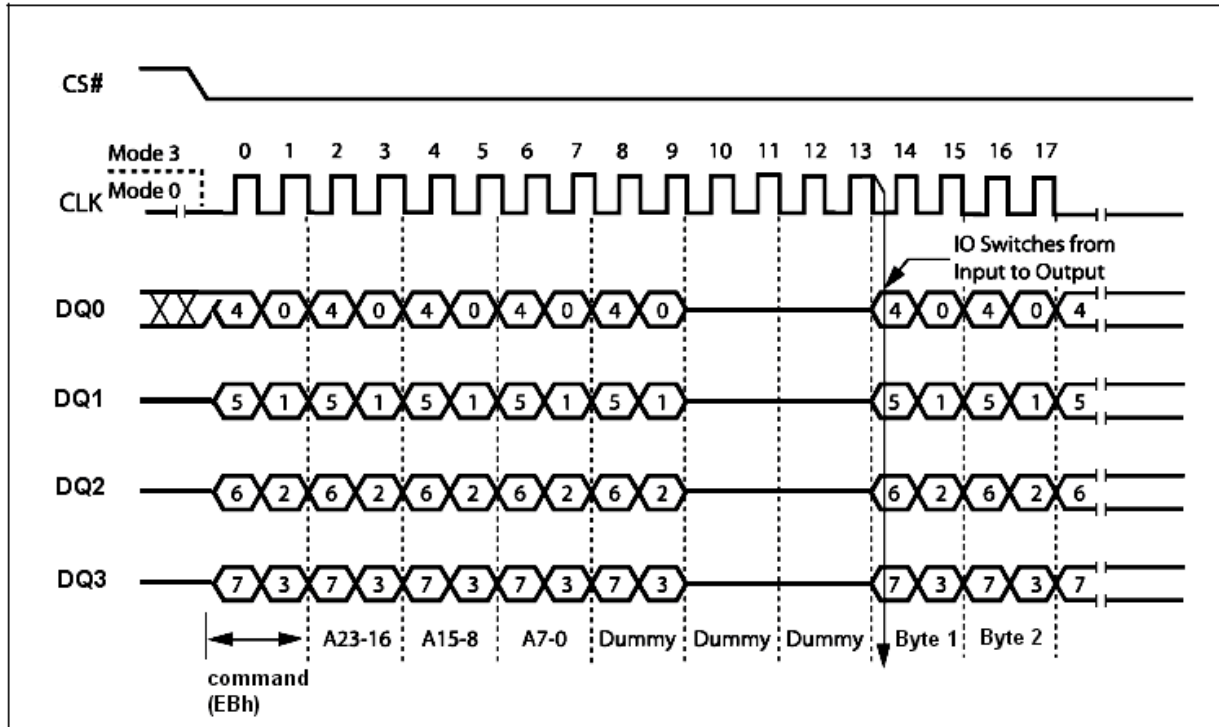 CS#
Mode 3 0 1 2 3 4 5 6 7 8 9 10 11 12 13 14 15 16 17
CLK Mode 0
IO Switches from
Input to Output
DQ0 4 0 4 0 4 0 4 0 4 0 4 0 4 0 4
DQ1 5 1 5 1 5 1 5 1 5 1 5 1 5 1 5
DQ2 6 2 6 2 6 2 6 2 6 2 6 2 6 2 6
DQ3 7 3 7 3 7 3 7 3 7 3 7 3 7 3 7
A23-16 A15-8 A7-0 Dummy Dummy Dummy Byte 1 Byte 2
command
(EBh)